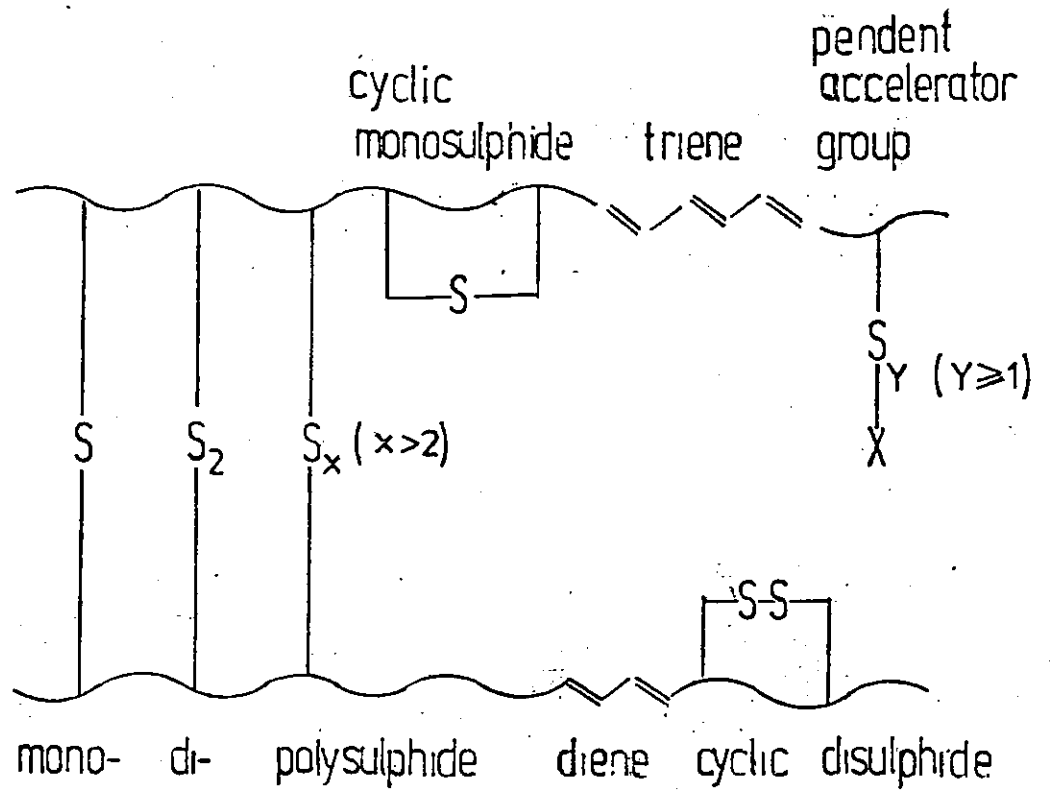 cyclic
monosulphide
triene
pendent
accelerator
group
S
S
S₂
Sₓ (x>2)
S
Y (Y⩾1)
X
S-S
mono- di- polysulphide diene cyclic disulphide